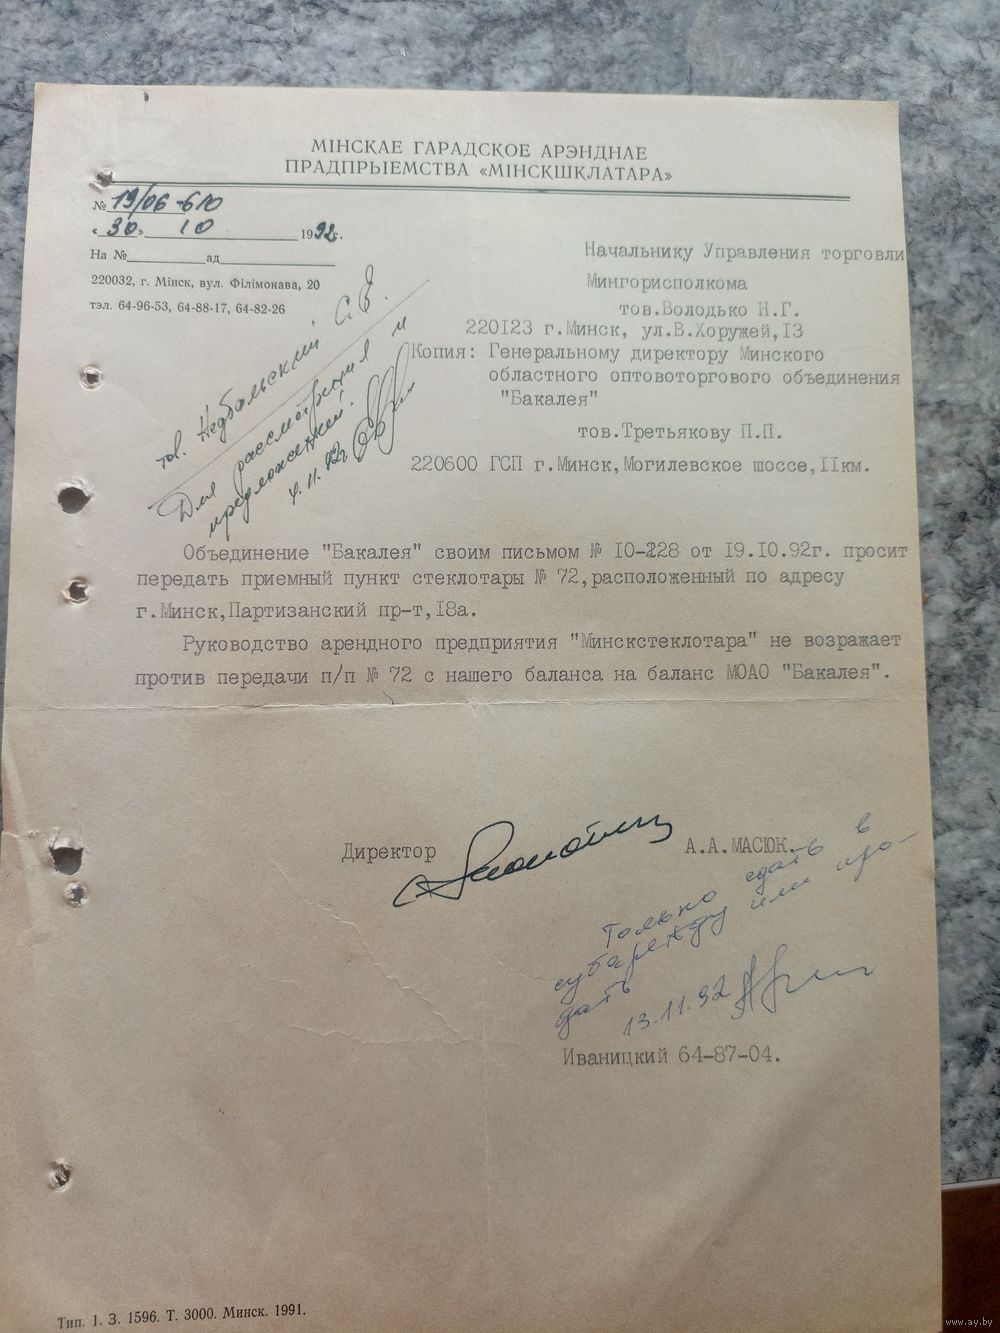 МІНСКАЕ ГАРАДСКОЕ АРЭНДНАЕ
ПРАДПРЫЕМСТВА «МІНСКШКЛАТАРА»
№ 19/06-610
«30» 10 1992г.
На № ад
220032, г. Мінск, вул. Філімонава, 20
тэл. 64-96-53, 64-88-17, 64-82-26
Начальнику Управления торговли
Мингорисполкома
тов.Володько Н.Г.
220123 г.Минск, ул.В.Хоружей,13
Копия: Генеральному директору Минского
областного оптовоторгового объединения
"Бакалея"
тов.Третьякову П.П.
220600 ГСП г.Минск,Могилевское шоссе,11км.
тов. Недбальский С.Е.
Для рассмотрения и
предложений.
4.11.92г
Объединение "Бакалея" своим письмом № 10-228 от 19.10.92г. просит
передать приемный пункт стеклотары № 72,расположенный по адресу
г.Минск,Партизанский пр-т,18а.
Руководство арендного предприятия "Минскстеклотара" не возражает
против передачи п/п № 72 с нашего баланса на баланс МОАО "Бакалея".
Директор А.А.МАСЮК.
Только сдать в
субаренду или про-
дать
13.11.92
Иваницкий 64-87-04.
Тип. 1. З. 1596. Т. 3000. Минск. 1991.
www.ay.by